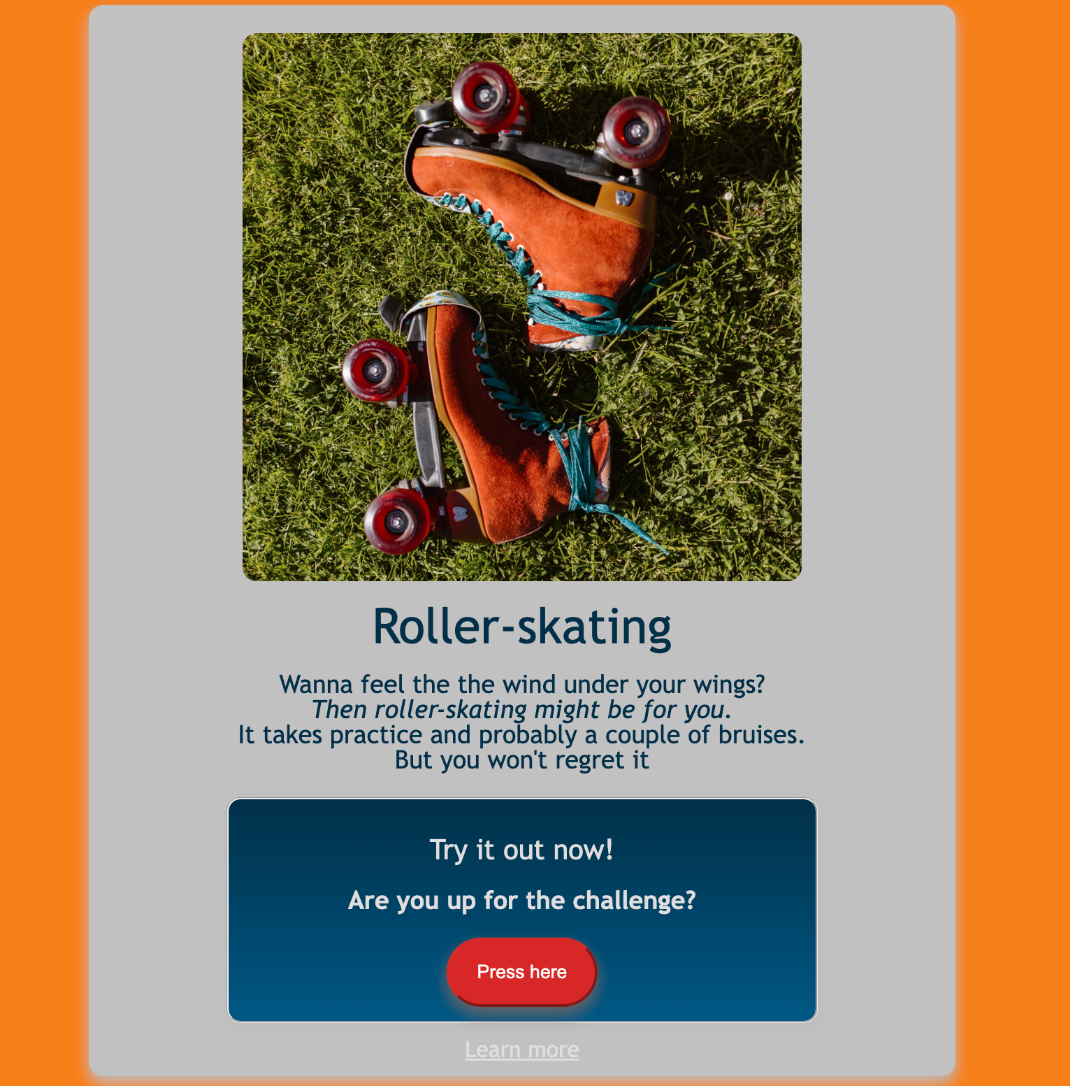 Roller-skating
Wanna feel the the wind under your wings?
Then roller-skating might be for you.
It takes practice and probably a couple of bruises.
But you won't regret it
Try it out now!
Are you up for the challenge?
Press here
Learn more